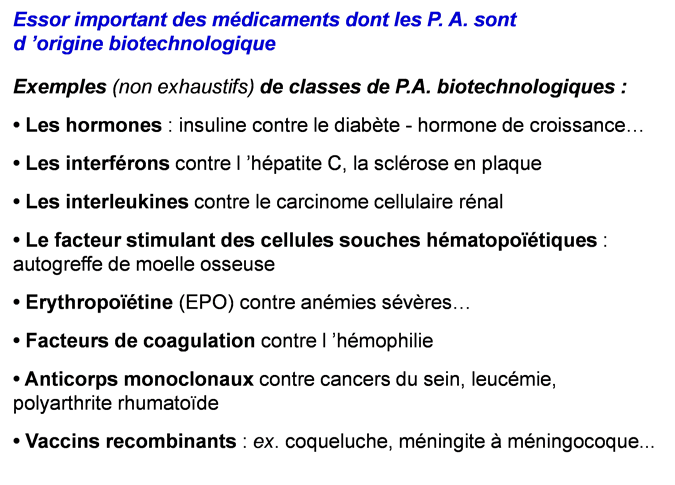 Essor important des médicaments dont les P. A. sont
d ’origine biotechnologique
Exemples (non exhaustifs) de classes de P.A. biotechnologiques :
• Les hormones : insuline contre le diabète - hormone de croissance…
• Les interférons contre l ’hépatite C, la sclérose en plaque
• Les interleukines contre le carcinome cellulaire rénal
• Le facteur stimulant des cellules souches hématopoïétiques :
autogreffe de moelle osseuse
• Erythropoïétine (EPO) contre anémies sévères…
• Facteurs de coagulation contre l ’hémophilie
• Anticorps monoclonaux contre cancers du sein, leucémie,
polyarthrite rhumatoïde
• Vaccins recombinants : ex. coqueluche, méningite à méningocoque...